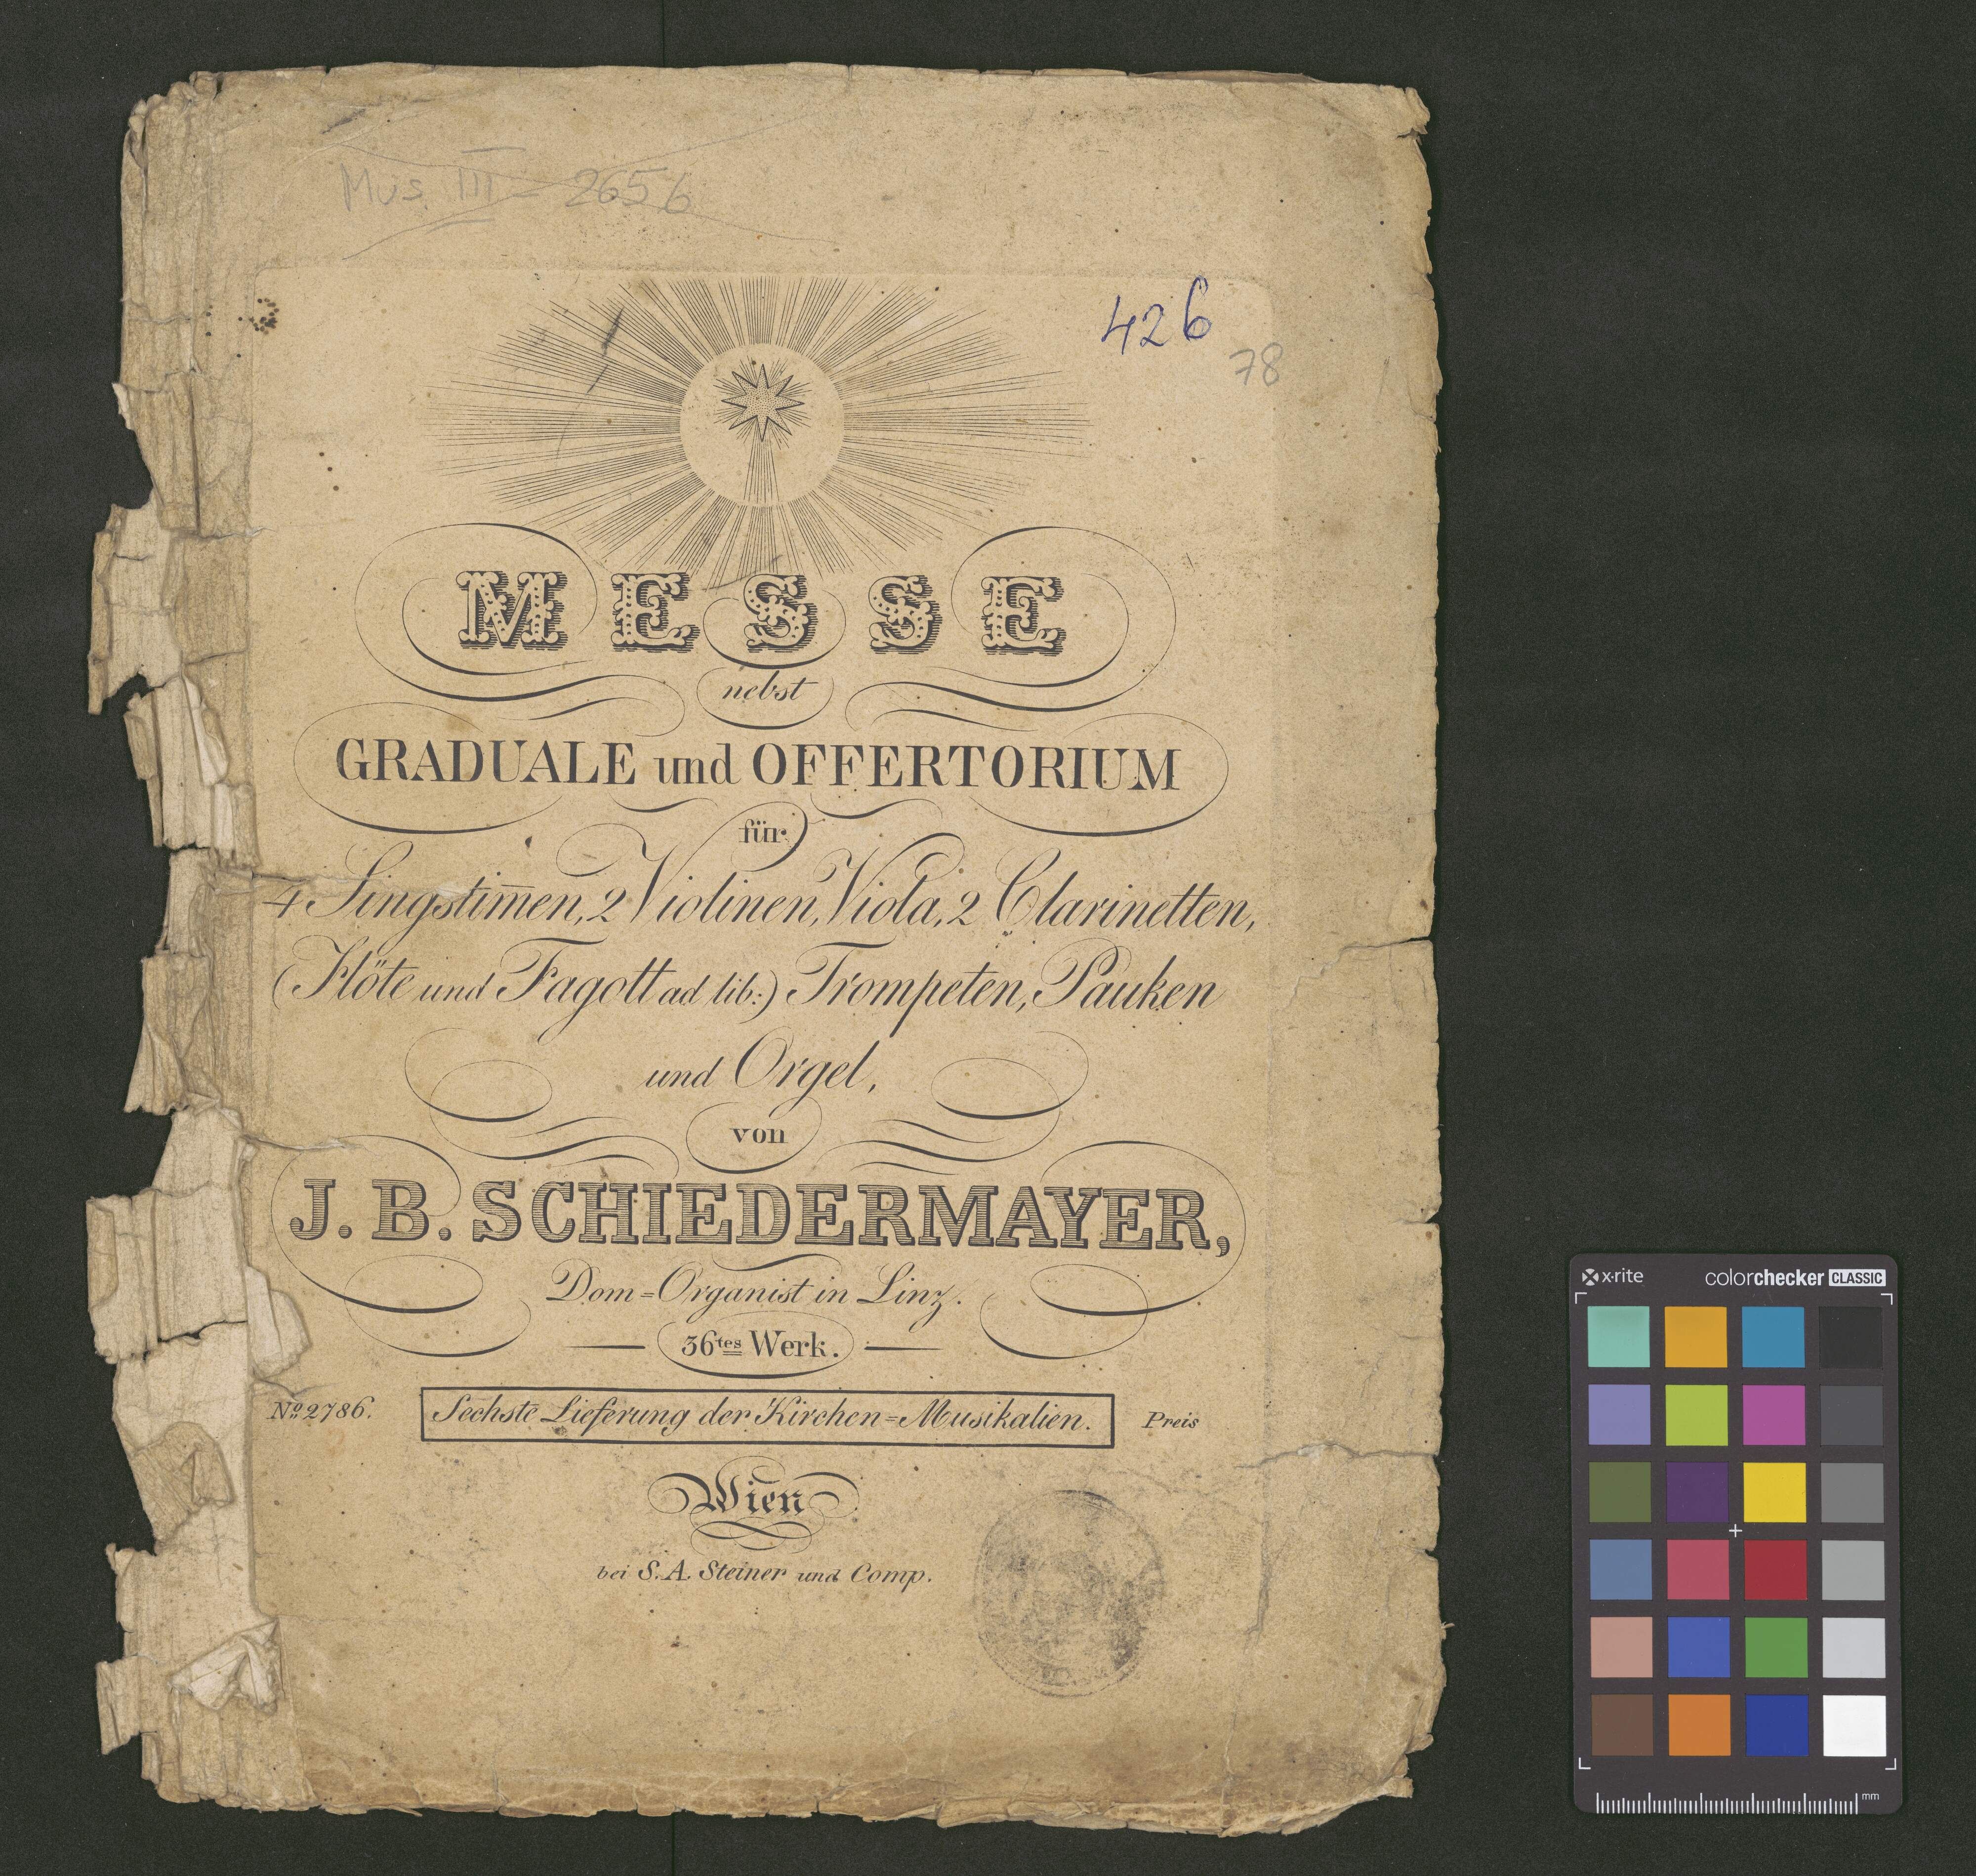 Mus. III - 2656
426
78
MESSE
nebst
GRADUALE und OFFERTORIUM
für
4 Singstim̄en, 2 Violinen, Viola, 2 Clarinetten,
(Flöte und Fagott ad lib:) Trompeten, Pauken
und Orgel,
von
J. B. SCHIEDERMAYER,
Dom=Organist in Linz.
36tes Werk.
No. 2786.
Sechste Lieferung der Kirchen=Musikalien.
Preis
Wien
bei S. A. Steiner und Comp.
x·rite colorchecker CLASSIC
mm